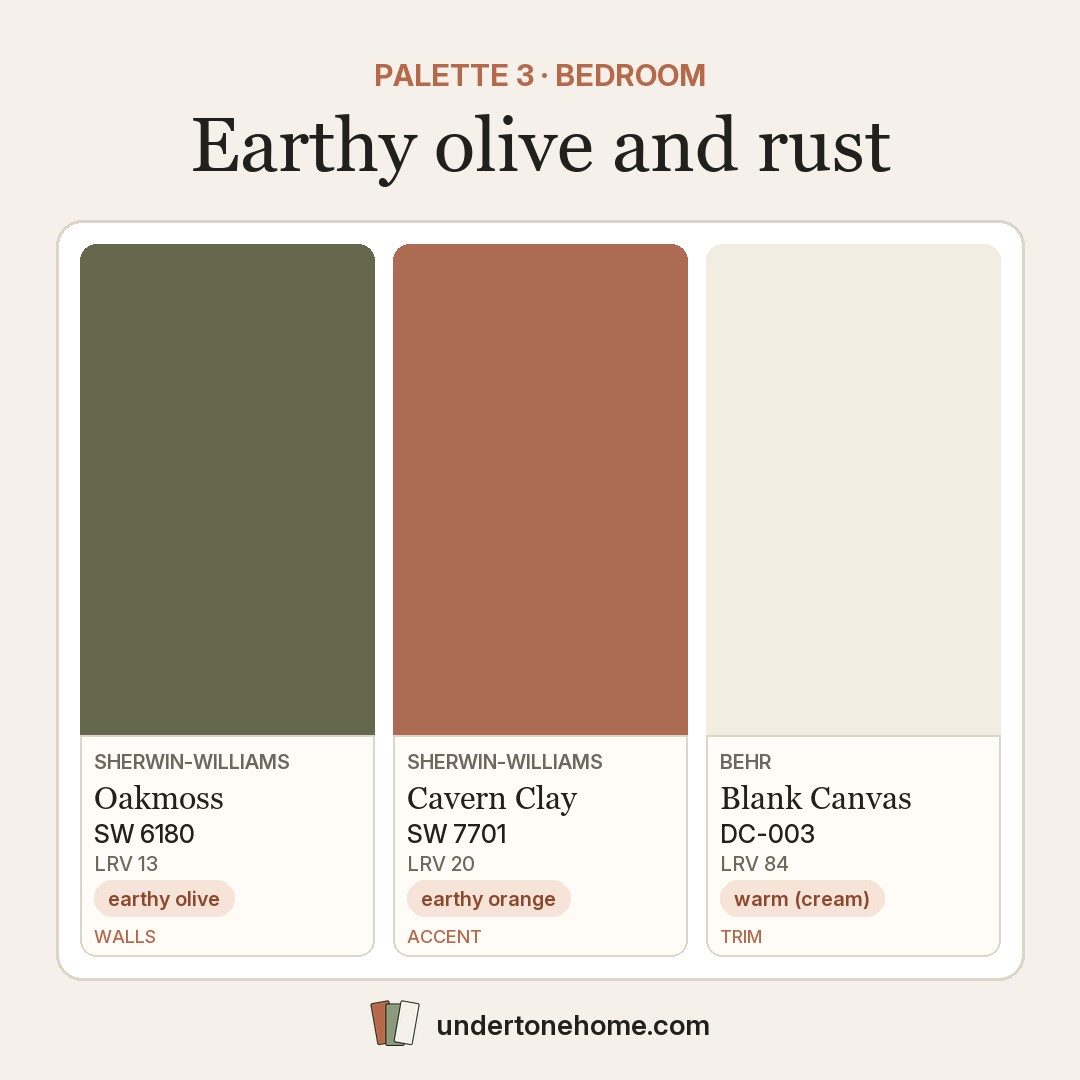 PALETTE 3 · BEDROOM
Earthy olive and rust
SHERWIN-WILLIAMS
Oakmoss
SW 6180
LRV 13
earthy olive
WALLS
SHERWIN-WILLIAMS
Cavern Clay
SW 7701
LRV 20
earthy orange
ACCENT
BEHR
Blank Canvas
DC-003
LRV 84
warm (cream)
TRIM
undertonehome.com